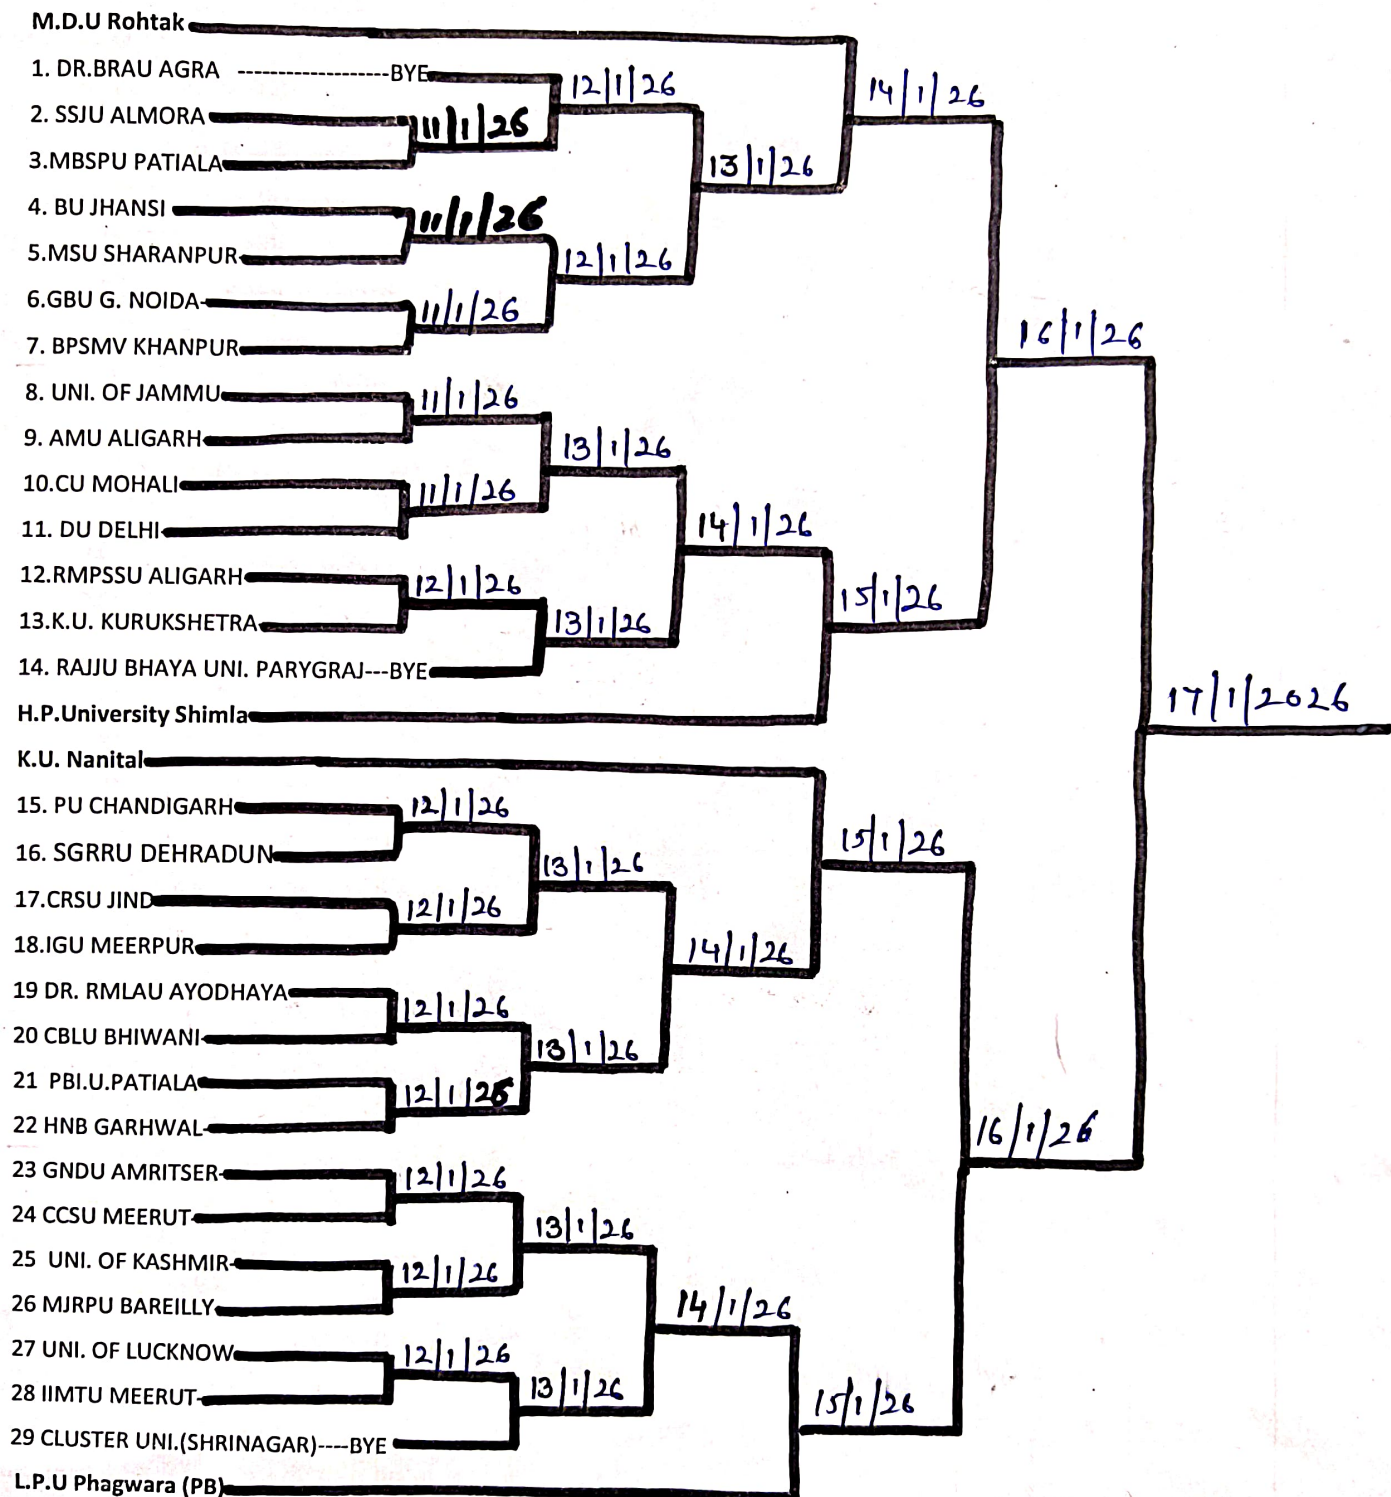 M.D.U Rohtak
1. DR.BRAU AGRA -------------------BYE
12/1/26
14/1/26
2. SSJU ALMORA
11/1/26
3.MBSPU PATIALA
13/1/26
4. BU JHANSI
11/1/26
5.MSU SHARANPUR
12/1/26
6.GBU G. NOIDA
11/1/26
7. BPSMV KHANPUR
16/1/26
8. UNI. OF JAMMU
11/1/26
9. AMU ALIGARH
13/1/26
10.CU MOHALI
11/1/26
11. DU DELHI
14/1/26
12.RMPSSU ALIGARH
12/1/26
15/1/26
13.K.U. KURUKSHETRA
13/1/26
14. RAJJU BHAYA UNI. PARYGRAJ---BYE
H.P.University Shimla
17/1/2026
K.U. Nanital
15. PU CHANDIGARH
12/1/26
15/1/26
16. SGRRU DEHRADUN
13/1/26
17.CRSU JIND
12/1/26
18.IGU MEERPUR
14/1/26
19 DR. RMLAU AYODHAYA
12/1/26
20 CBLU BHIWANI
13/1/26
21 PBI.U.PATIALA
12/1/26
22 HNB GARHWAL
16/1/26
23 GNDU AMRITSER
12/1/26
24 CCSU MEERUT
13/1/26
25 UNI. OF KASHMIR
12/1/26
26 MJRPU BAREILLY
14/1/26
27 UNI. OF LUCKNOW
12/1/26
28 IIMTU MEERUT
13/1/26
15/1/26
29 CLUSTER UNI.(SHRINAGAR)----BYE
L.P.U Phagwara (PB)